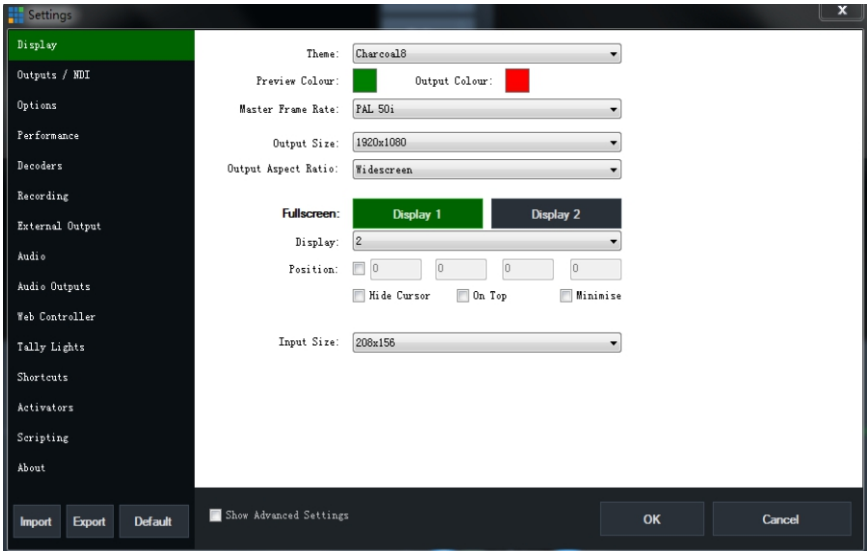 Settings
x
Display
Outputs / NDI
Options
Performance
Decoders
Recording
External Output
Audio
Audio Outputs
Web Controller
Tally Lights
Shortcuts
Activators
Scripting
About
Import Export Default
Theme: Charcoal8
Preview Colour: Output Colour:
Master Frame Rate: PAL 50i
Output Size: 1920x1080
Output Aspect Ratio: Widescreen
Fullscreen: Display 1 Display 2
Display: 2
Position: 0 0 0 0
Hide Cursor On Top Minimise
Input Size: 208x156
Show Advanced Settings
OK Cancel